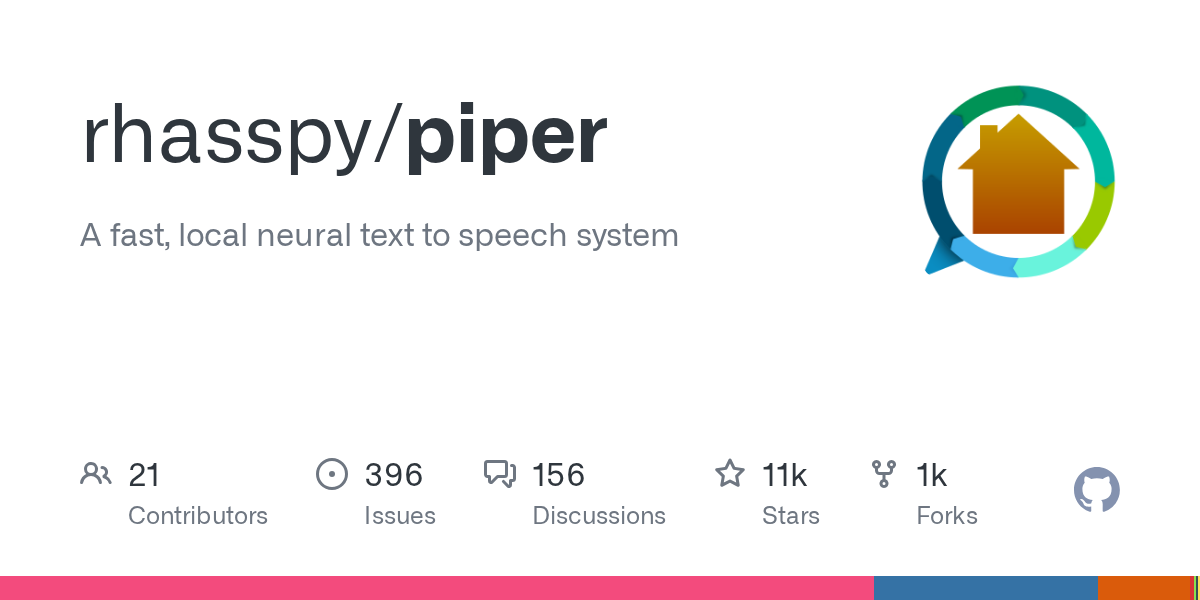 rhasspy/piper
A fast, local neural text to speech system
21
Contributors
396
Issues
156
Discussions
11k
Stars
1k
Forks